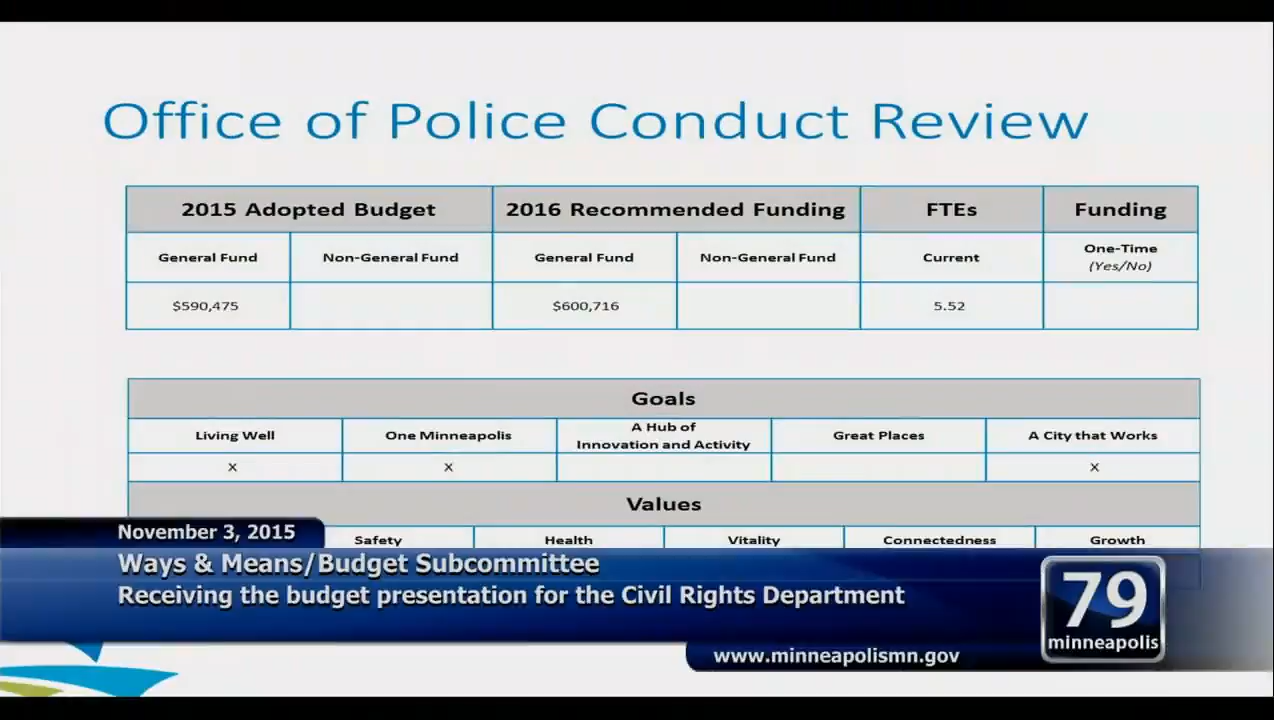 Office of Police Conduct Review
2015 Adopted Budget 2016 Recommended Funding FTEs Funding
General Fund Non-General Fund General Fund Non-General Fund Current One-Time
(Yes/No)
$590,475 $600,716 5.52
Goals
Living Well One Minneapolis A Hub of
Innovation and Activity Great Places A City that Works
X X X
Values
Safety Health Vitality Connectedness Growth
November 3, 2015
Ways & Means/Budget Subcommittee
Receiving the budget presentation for the Civil Rights Department
79
minneapolis
www.minneapolismn.gov